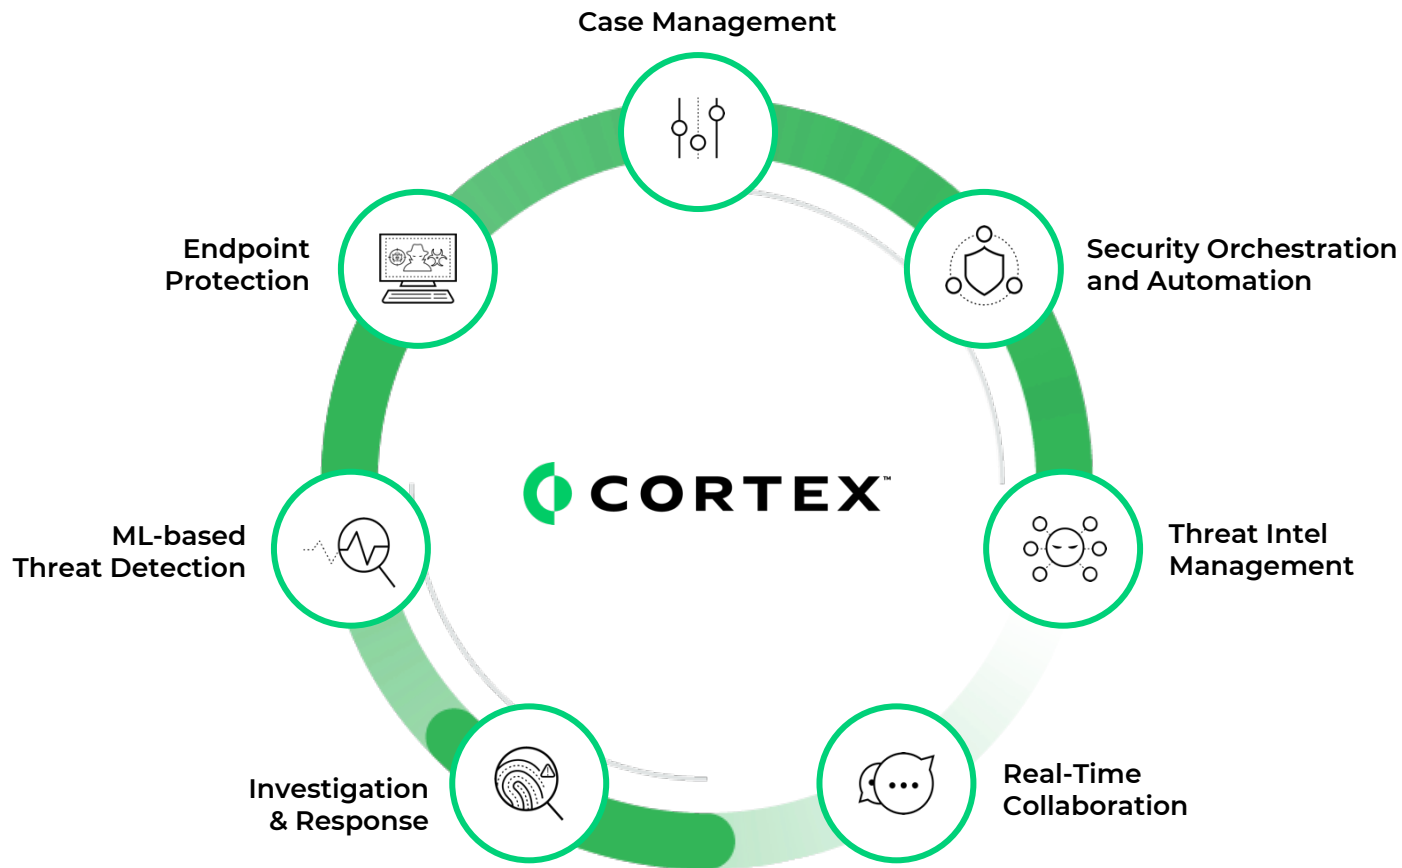 Case Management
Endpoint
Protection
Security Orchestration
and Automation
CORTEX™
ML-based
Threat Detection
Threat Intel
Management
Investigation
& Response
Real-Time
Collaboration